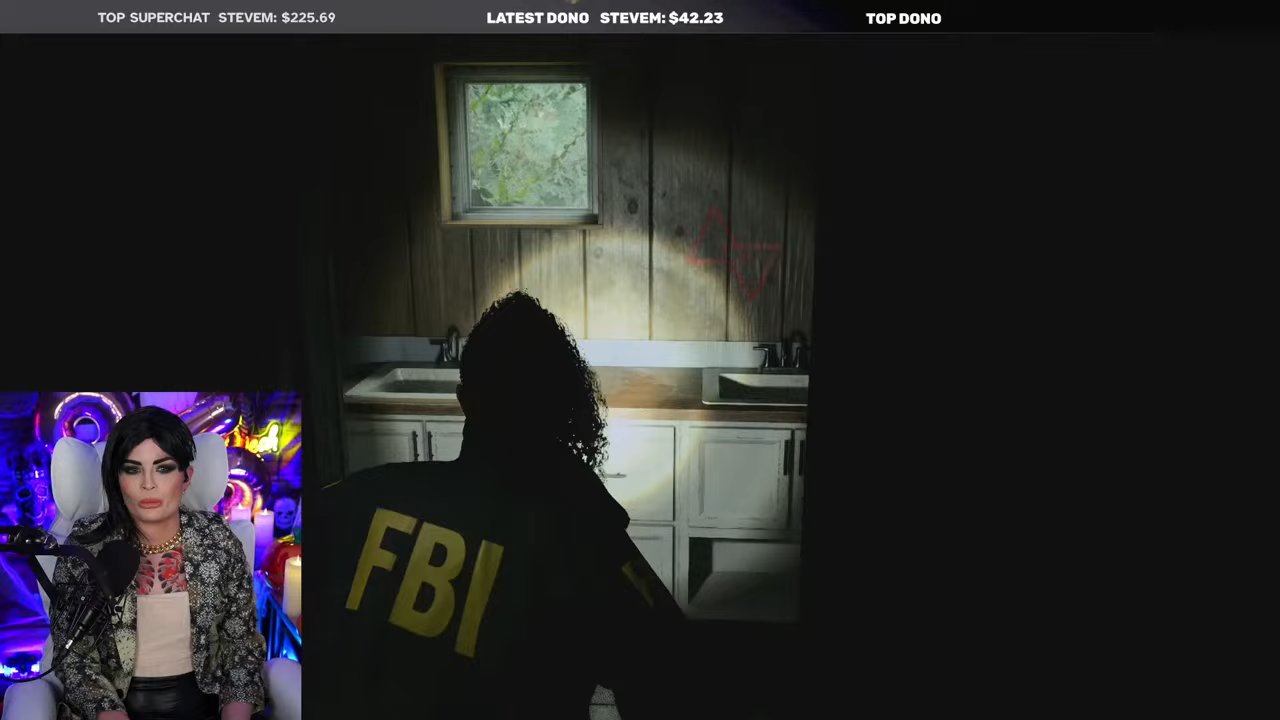 TOP SUPERCHAT STEVEM: $225.69
LATEST DONO STEVEM: $42.23
TOP DONO
FBI